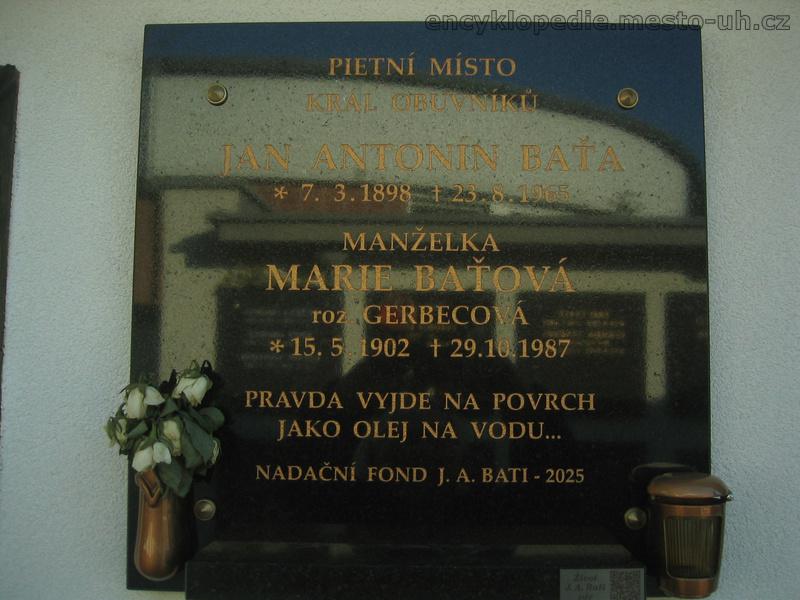 encyklopedie.mesto-uh.cz
PIETNÍ MÍSTO
KRÁL OBUVNÍKŮ
JAN ANTONÍN BAŤA
* 7. 3. 1898 † 23. 8. 1965
MANŽELKA
MARIE BAŤOVÁ
roz. GERBECOVÁ
* 15. 5. 1902 † 29.10.1987
PRAVDA VYJDE NA POVRCH
JAKO OLEJ NA VODU...
NADAČNÍ FOND J. A. BATI - 2025
Život
J. A. Bati